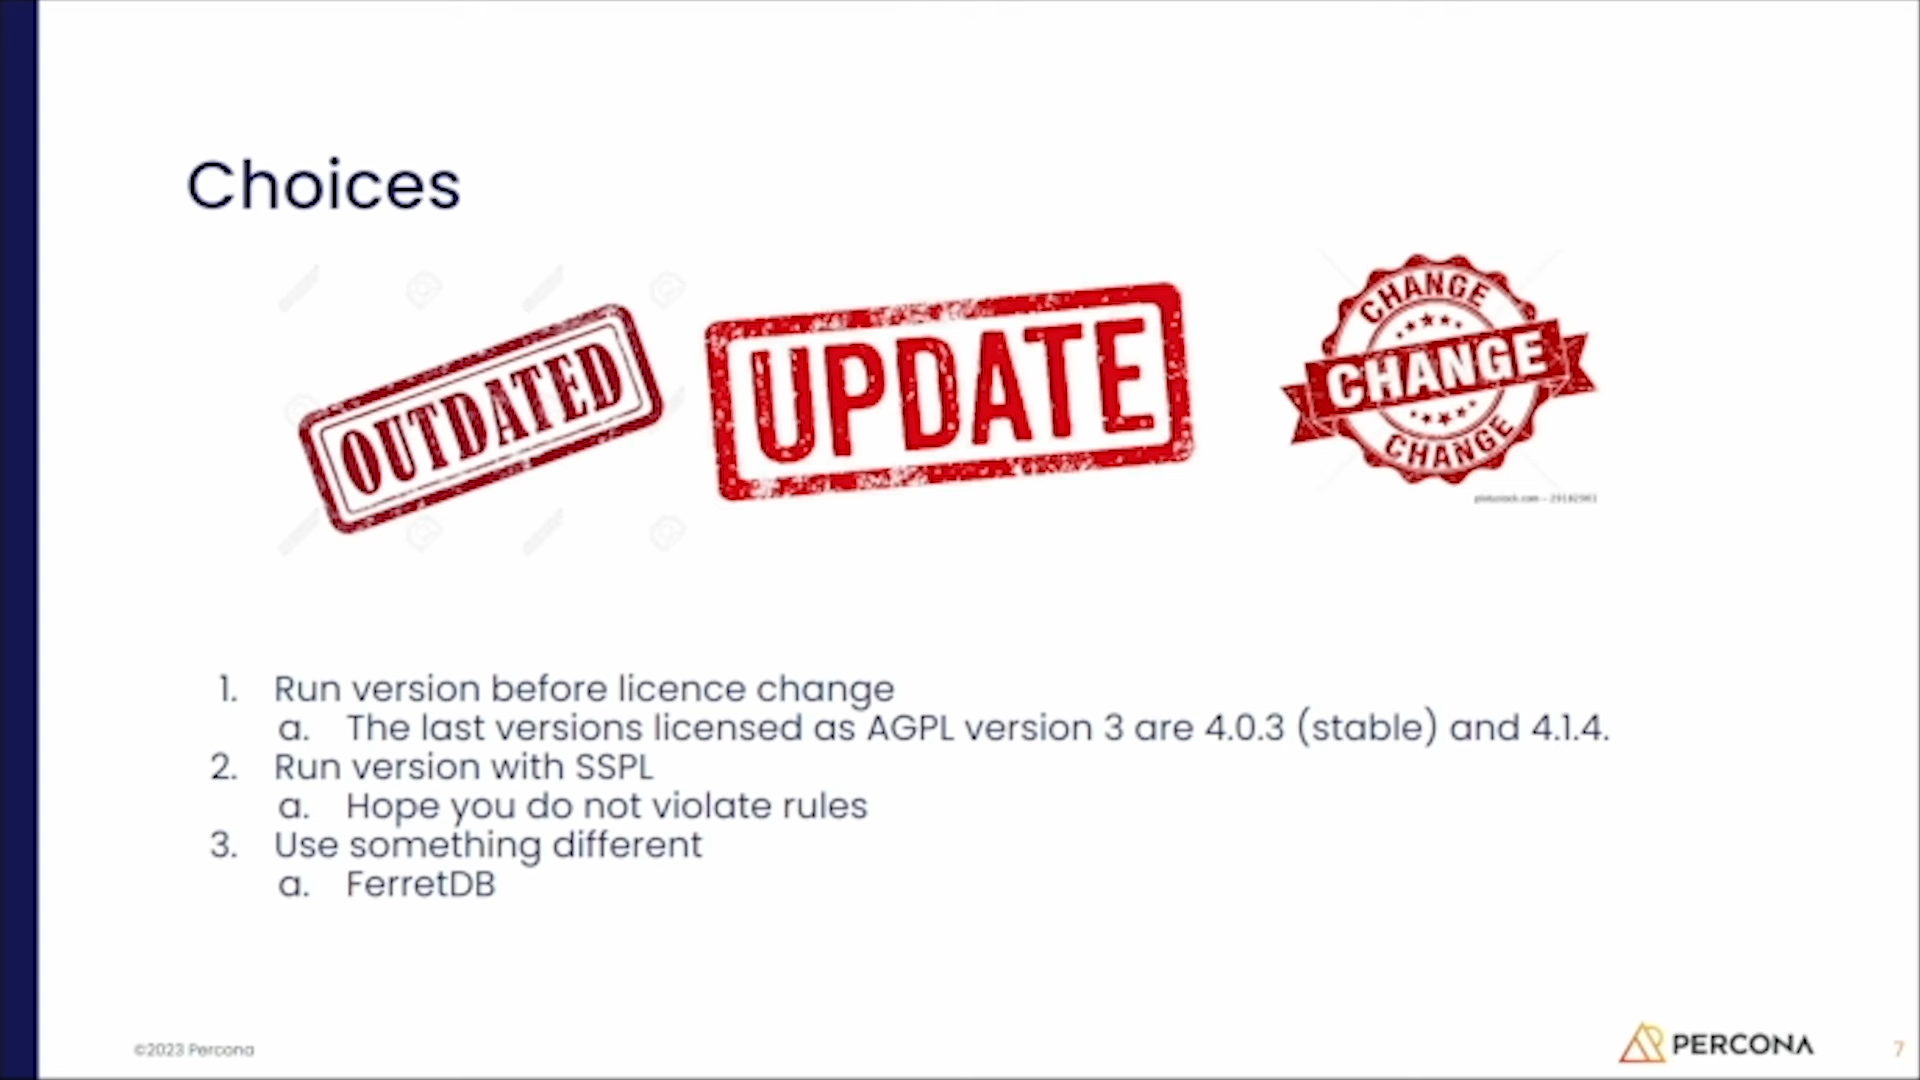 Choices
OUTDATED
UPDATE
CHANGE
CHANGE
CHANGE
1. Run version before licence change
a. The last versions licensed as AGPL version 3 are 4.0.3 (stable) and 4.1.4.
2. Run version with SSPL
a. Hope you do not violate rules
3. Use something different
a. FerretDB
©2023 Percona
PERCONA
7